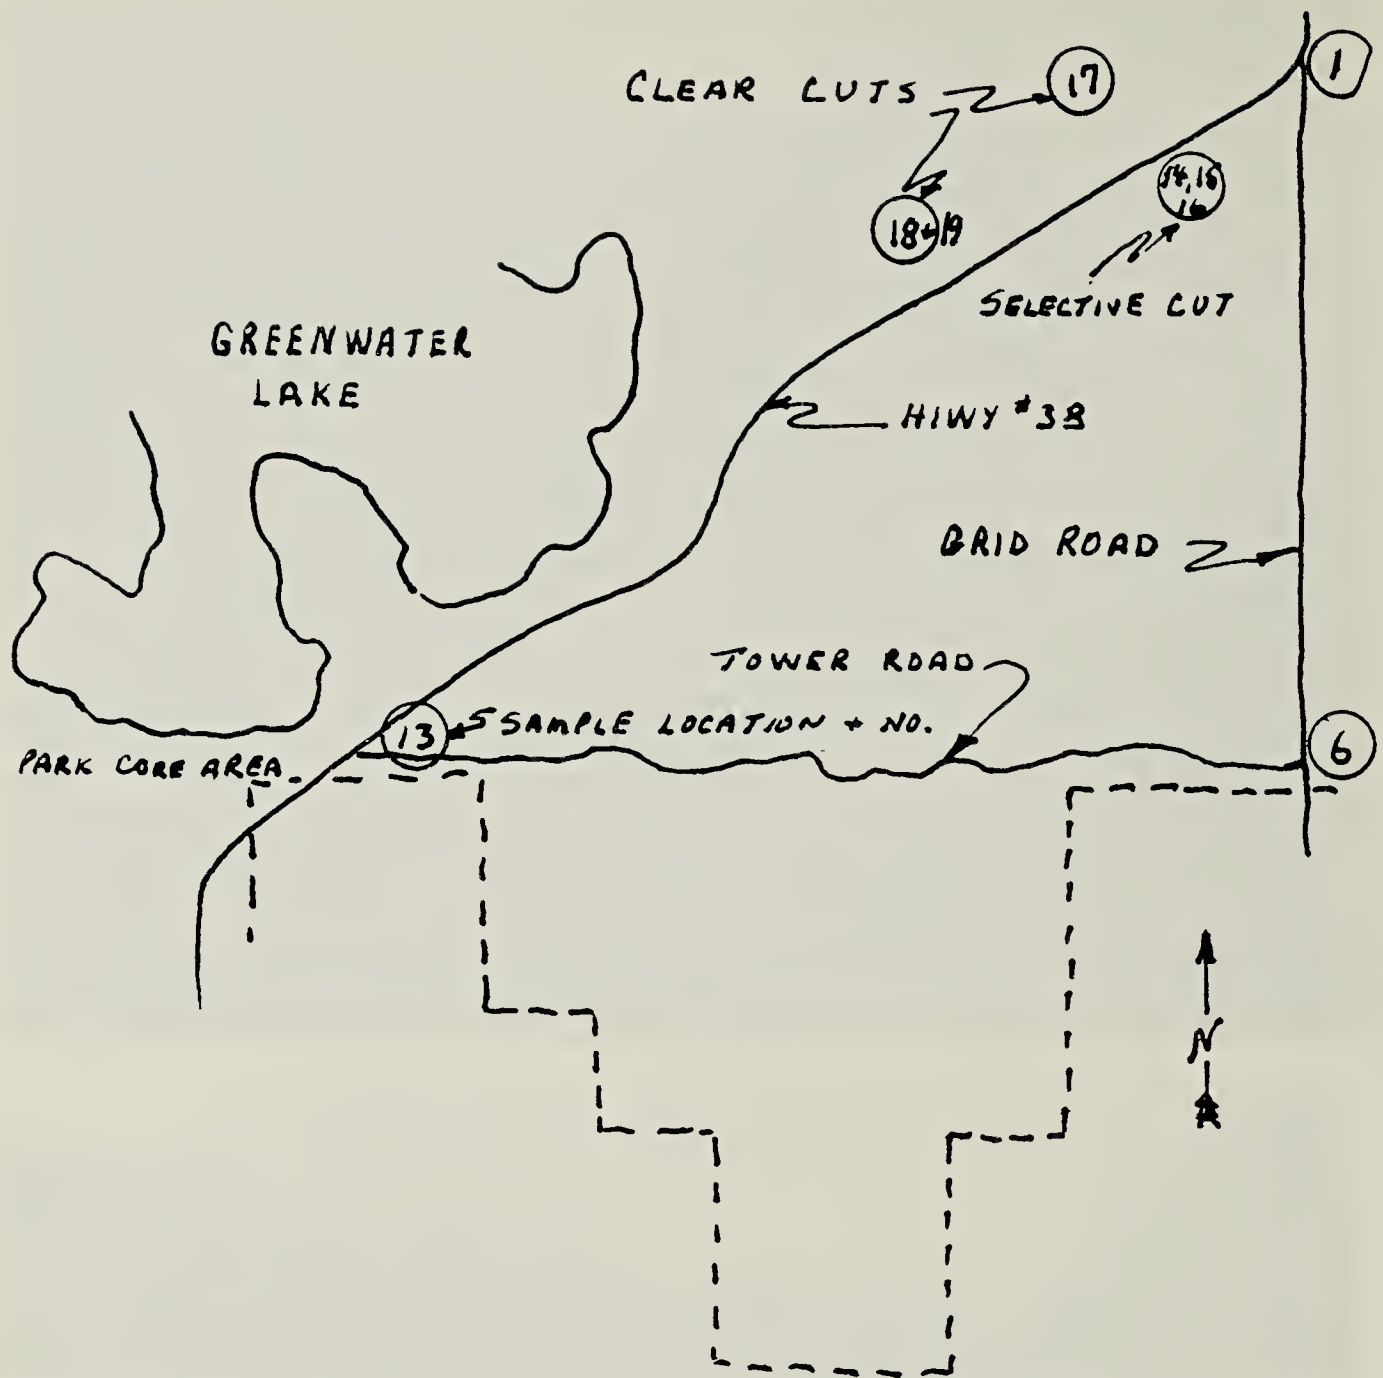 CLEAR CUTS
17
1
14,15
16
18+19
SELECTIVE CUT
GREENWATER
LAKE
HIWY #38
GRID ROAD
TOWER ROAD
13
SAMPLE LOCATION + NO.
6
PARK CORE AREA
N